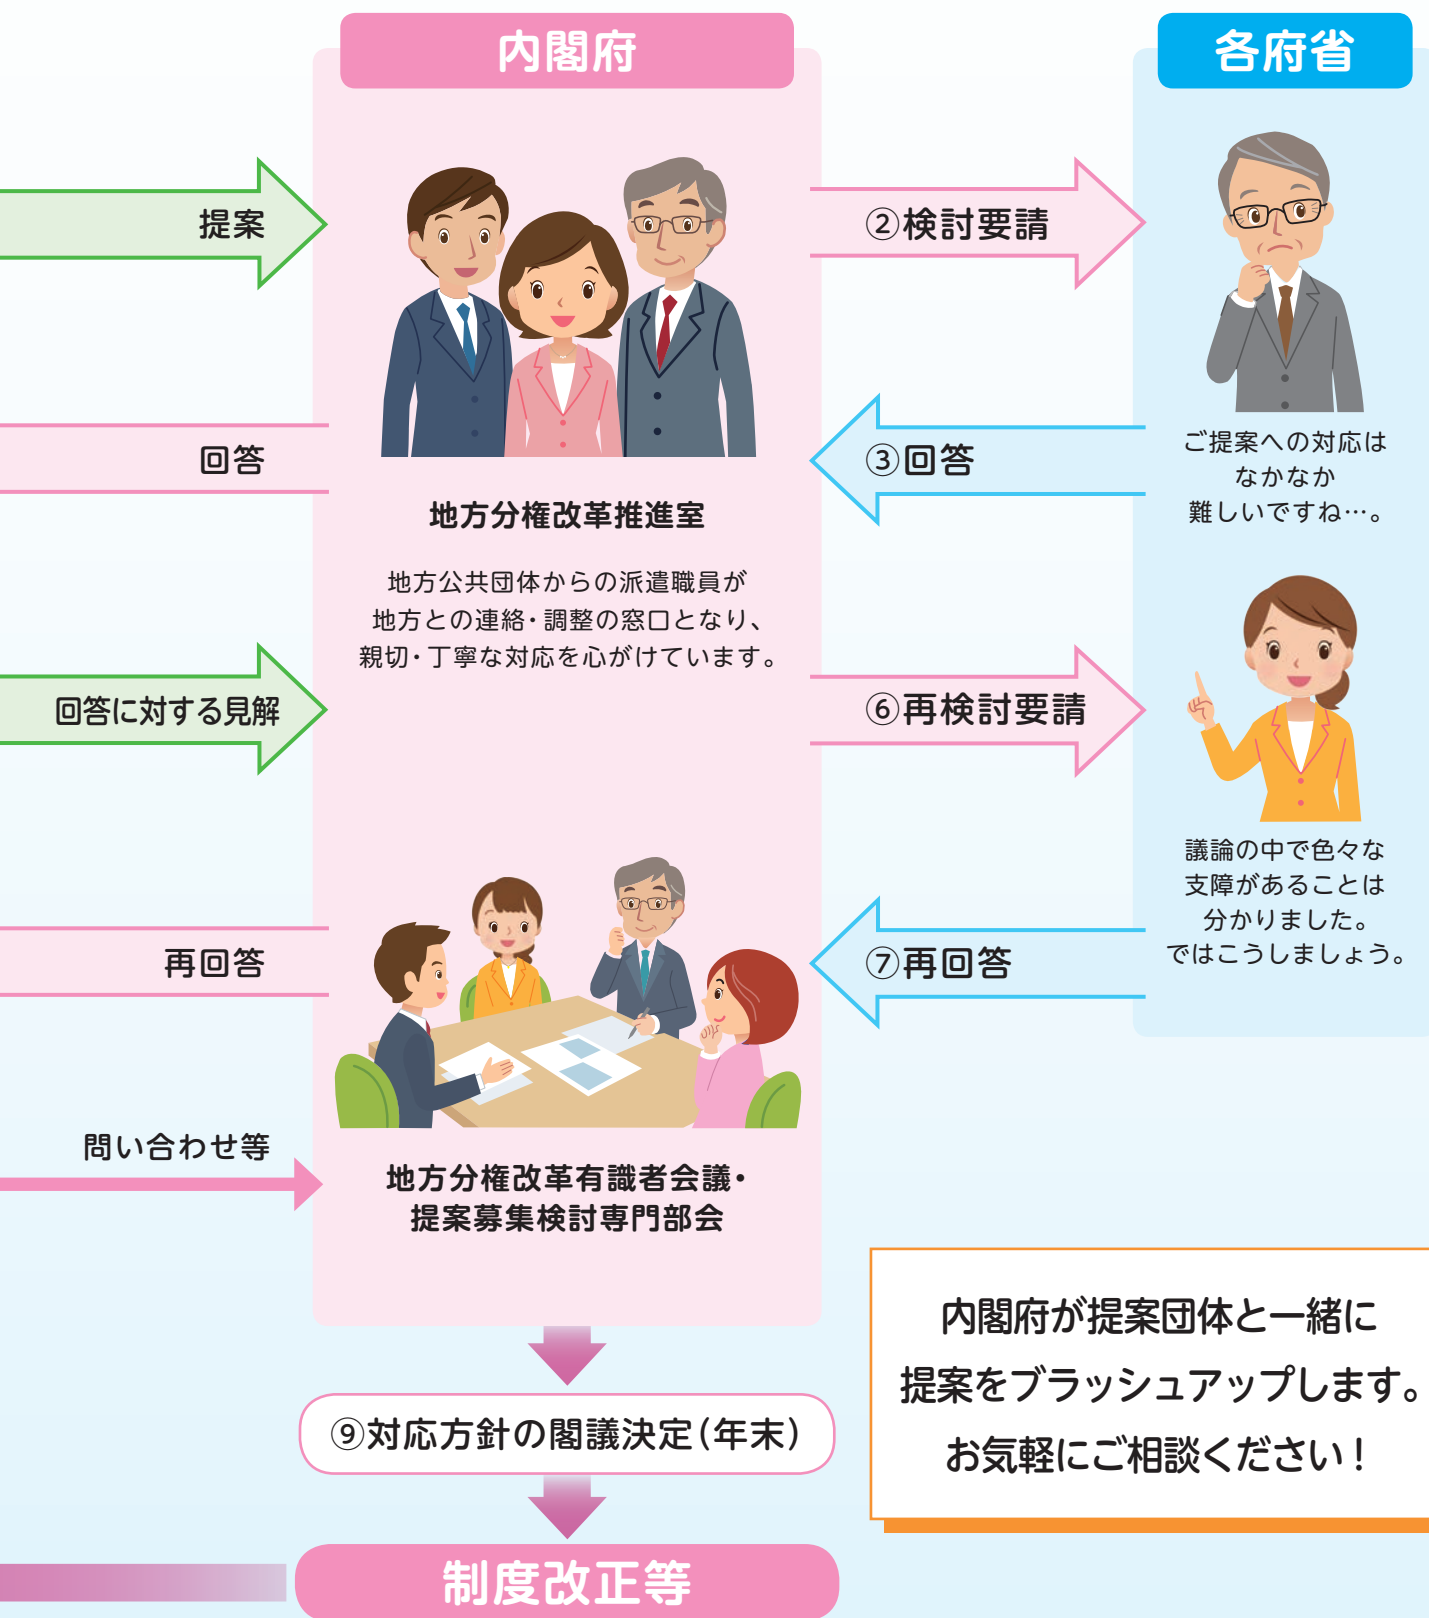 内閣府
各府省
提案
②検討要請
回答
③回答
ご提案への対応は
なかなか
難しいですね…。
地方分権改革推進室
地方公共団体からの派遣職員が
地方との連絡・調整の窓口となり、
親切・丁寧な対応を心がけています。
回答に対する見解
⑥再検討要請
議論の中で色々な
支障があることは
分かりました。
ではこうしましょう。
再回答
⑦再回答
問い合わせ等
地方分権改革有識者会議・
提案募集検討専門部会
内閣府が提案団体と一緒に
提案をブラッシュアップします。
お気軽にご相談ください！
⑨対応方針の閣議決定（年末）
制度改正等